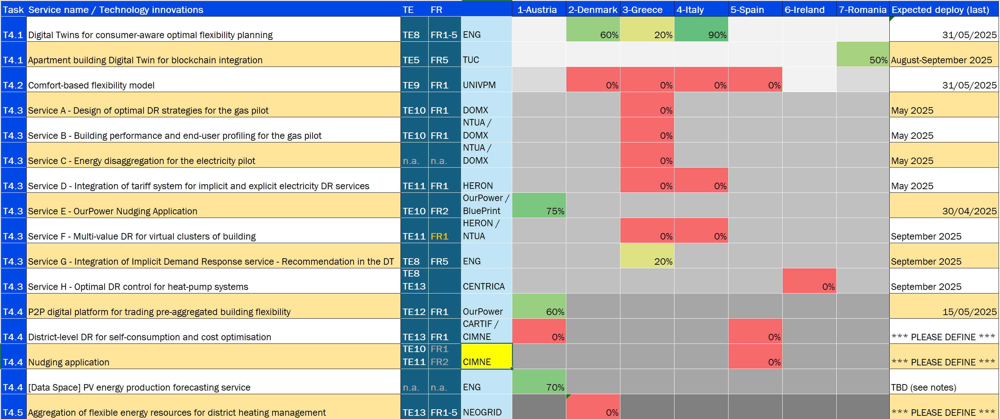 Task Service name / Technology innovations TE FR 1-Austria 2-Denmark 3-Greece 4-Italy 5-Spain 6-Ireland 7-Romania Expected deploy (last)
T4.1 Digital Twins for consumer-aware optimal flexibility planning TE8 FR1-5 ENG 60% 20% 90% 31/05/2025
T4.1 Apartment building Digital Twin for blockchain integration TE5 FR5 TUC 50% August-September 2025
T4.2 Comfort-based flexibility model TE9 FR1 UNIVPM 0% 0% 0% 0% 31/05/2025
T4.3 Service A - Design of optimal DR strategies for the gas pilot TE10 FR1 DOMX 0% May 2025
NTUA /
T4.3 Service B - Building performance and end-user profiling for the gas pilot TE10 FR1 DOMX 0% May 2025
NTUA /
T4.3 Service C - Energy disaggregation for the electricity pilot n.a. n.a. DOMX 0% May 2025
T4.3 Service D - Integration of tariff system for implicit and explicit electricity DR services TE11 FR1 HERON 0% 0% May 2025
OurPower /
T4.3 Service E - OurPower Nudging Application TE10 FR2 BluePrint 75% 30/04/2025
HERON /
T4.3 Service F - Multi-value DR for virtual clusters of building TE11 FR1 NTUA 0% 0% September 2025
T4.3 Service G - Integration of Implicit Demand Response service - Recommendation in the DT TE8 FR5 ENG 20% September 2025
TE8
T4.3 Service H - Optimal DR control for heat-pump systems TE13 CENTRICA 0% September 2025
T4.4 P2P digital platform for trading pre-aggregated building flexibility TE12 FR1 OurPower 60% 15/05/2025
CARTIF /
T4.4 District-level DR for self-consumption and cost optimisation TE13 FR1 CIMNE 0% 0% *** PLEASE DEFINE ***
TE10 FR1
T4.4 Nudging application TE11 FR2 CIMNE 0% *** PLEASE DEFINE ***
T4.4 [Data Space] PV energy production forecasting service n.a. n.a. ENG 70% TBD (see notes)
T4.5 Aggregation of flexible energy resources for district heating management TE13 FR1-5 NEOGRID 0% *** PLEASE DEFINE ***